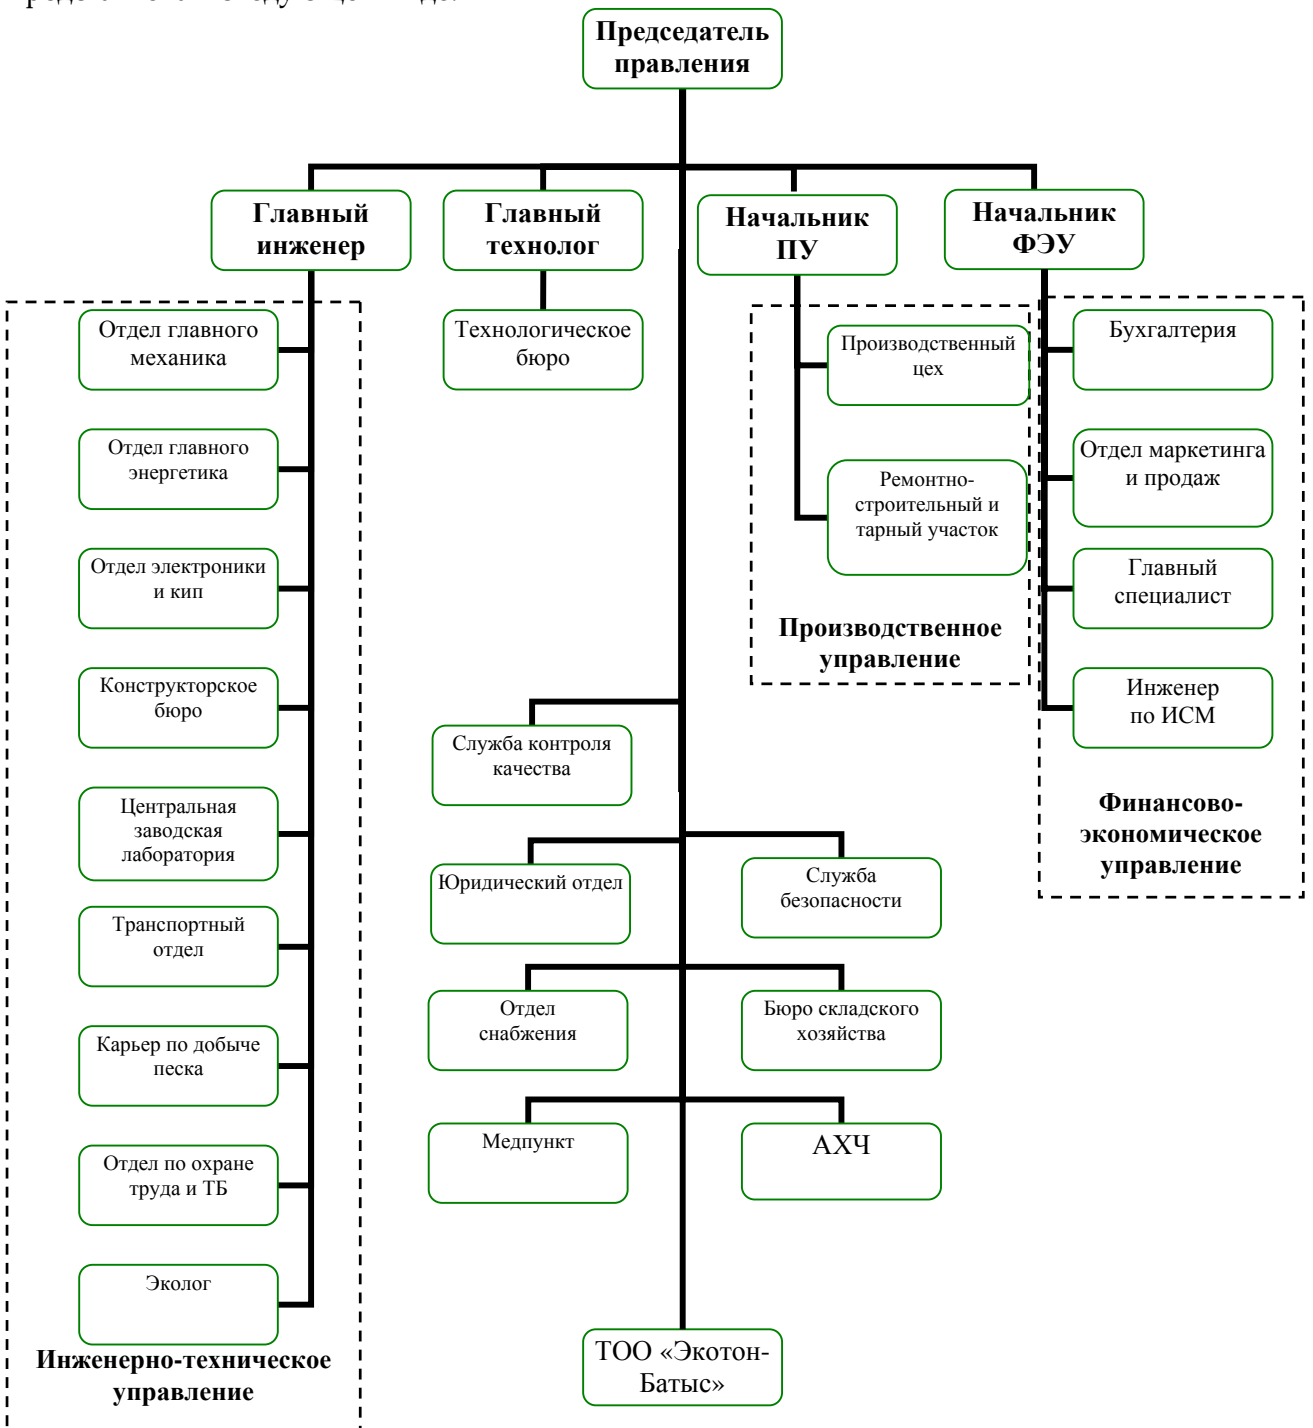 Председатель
правления
Главный
инженер
Главный
технолог
Начальник
ПУ
Начальник
ФЭУ
Отдел главного
механика
Отдел главного
энергетика
Отдел электроники
и кип
Конструкторское
бюро
Центральная
заводская
лаборатория
Транспортный
отдел
Карьер по добыче
песка
Отдел по охране
труда и ТБ
Эколог
Инженерно-техническое
управление
Технологическое
бюро
Производственный
цех
Ремонтно-
строительный и
тарный участок
Производственное
управление
Бухгалтерия
Отдел маркетинга
и продаж
Главный
специалист
Инженер
по ИСМ
Финансово-
экономическое
управление
Служба контроля
качества
Юридический отдел
Служба
безопасности
Отдел
снабжения
Бюро складского
хозяйства
Медпункт
АХЧ
ТОО «Экотон-
Батыс»